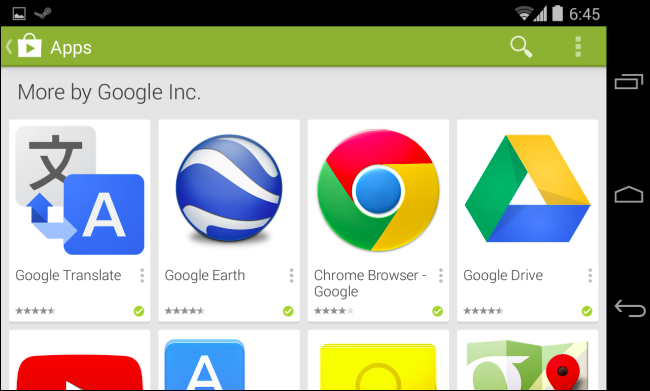 6:45
Apps
More by Google Inc.
文
A
Google Translate
Google Earth
Chrome Browser -
Google
Google Drive
A